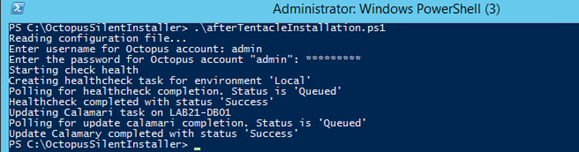 Administrator: Windows PowerShell (3)
PS C:\OctopusSilentInstaller> .\afterTentacleInstallation.ps1
Reading configuration file...
Enter username for Octopus account: admin
Enter the password for Octopus account "admin": *********
Starting check health
Creating healthcheck task for environment 'Local'
Polling for healthcheck completion. Status is 'Queued'
Healthcheck completed with status 'Success'
Updating Calamari task on LAB21-DB01
Polling for update calamari completion. Status is 'Queued'
Update Calamary completed with status 'Success'
PS C:\OctopusSilentInstaller> _